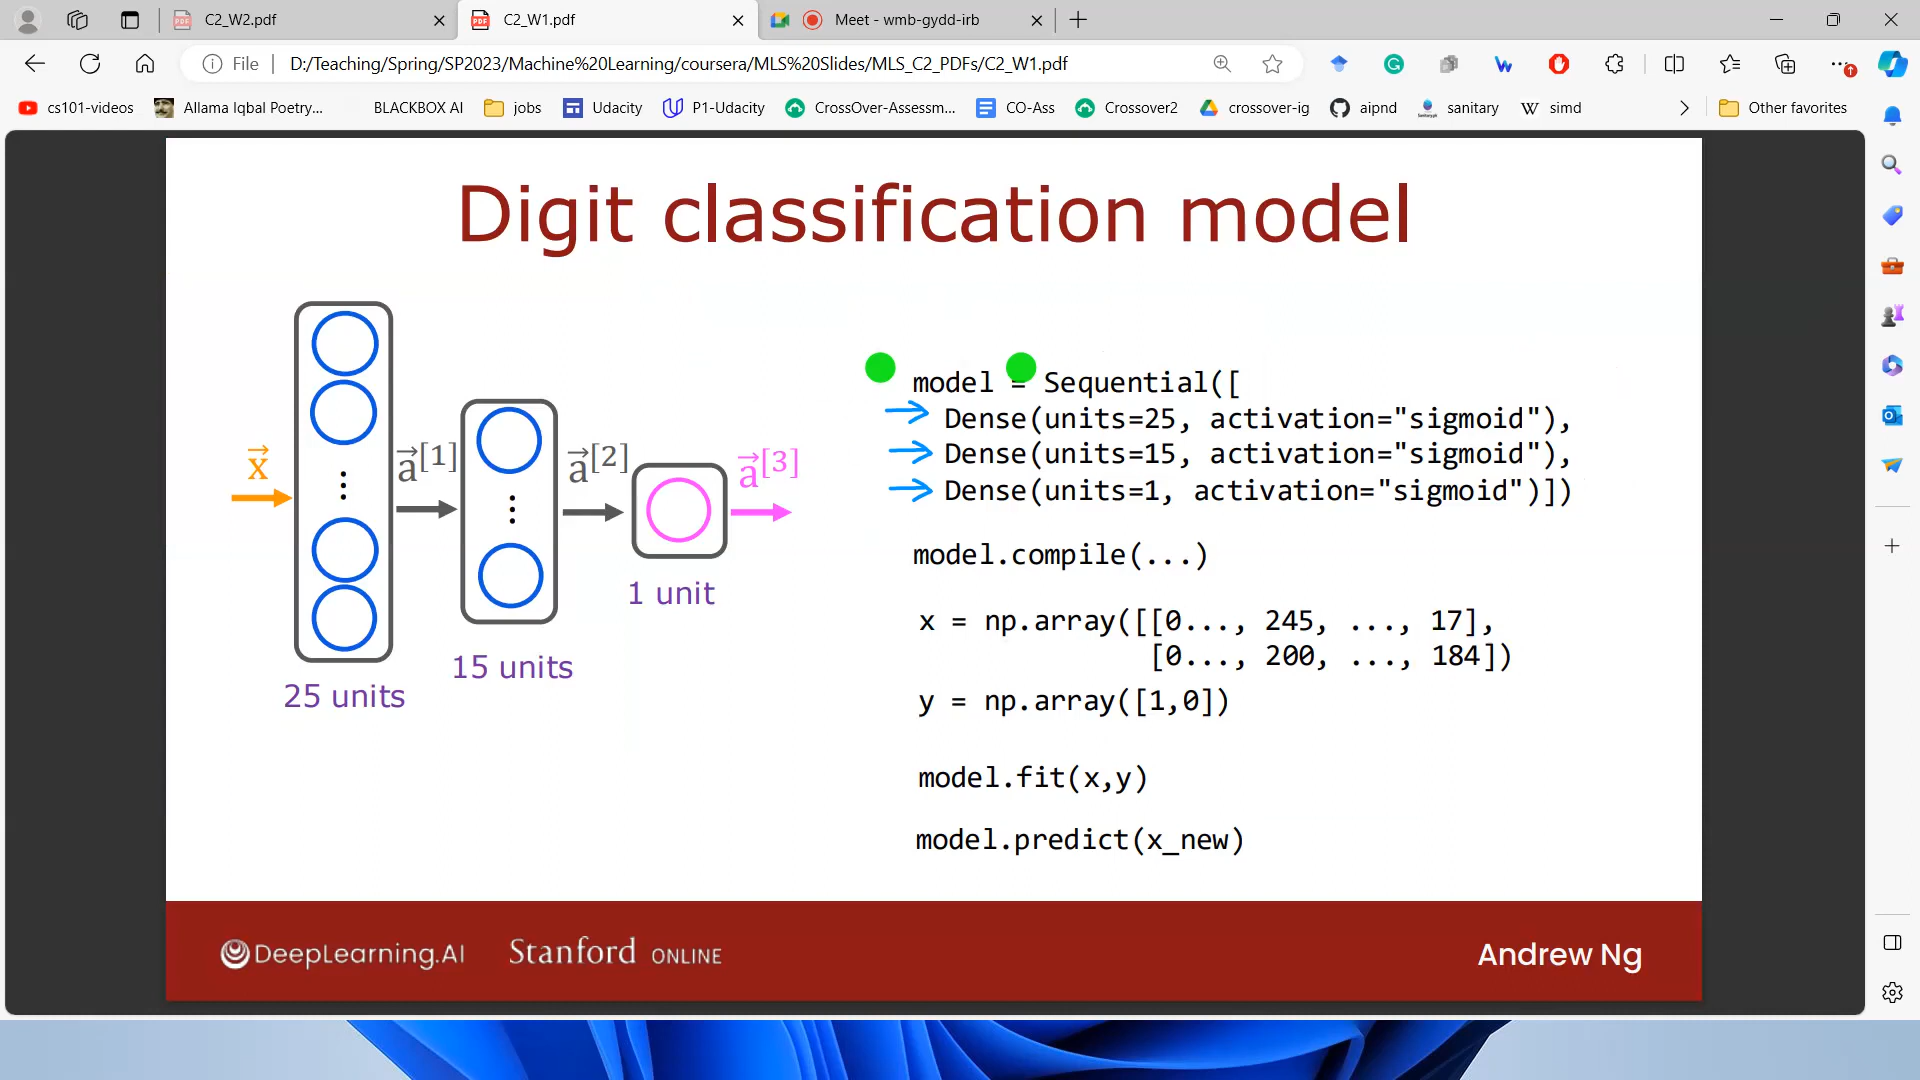 C2_W2.pdf
C2_W1.pdf
Meet - wmb-gydd-irb
File
D:/Teaching/Spring/SP2023/Machine%20Learning/coursera/MLS%20Slides/MLS_C2_PDFs/C2_W1.pdf
cs101-videos
Allama Iqbal Poetry...
BLACKBOX AI
jobs
Udacity
P1-Udacity
CrossOver-Assessm...
CO-Ass
Crossover2
crossover-ig
aipnd
sanitary
simd
Other favorites
Digit classification model
x⃗
a⃗[1]
a⃗[2]
a⃗[3]
25 units
15 units
1 unit
model = Sequential([
Dense(units=25, activation="sigmoid"),
Dense(units=15, activation="sigmoid"),
Dense(units=1, activation="sigmoid")])
model.compile(...)
x = np.array([[0..., 245, ..., 17],
[0..., 200, ..., 184])
y = np.array([1,0])
model.fit(x,y)
model.predict(x_new)
DeepLearning.AI
Stanford ONLINE
Andrew Ng